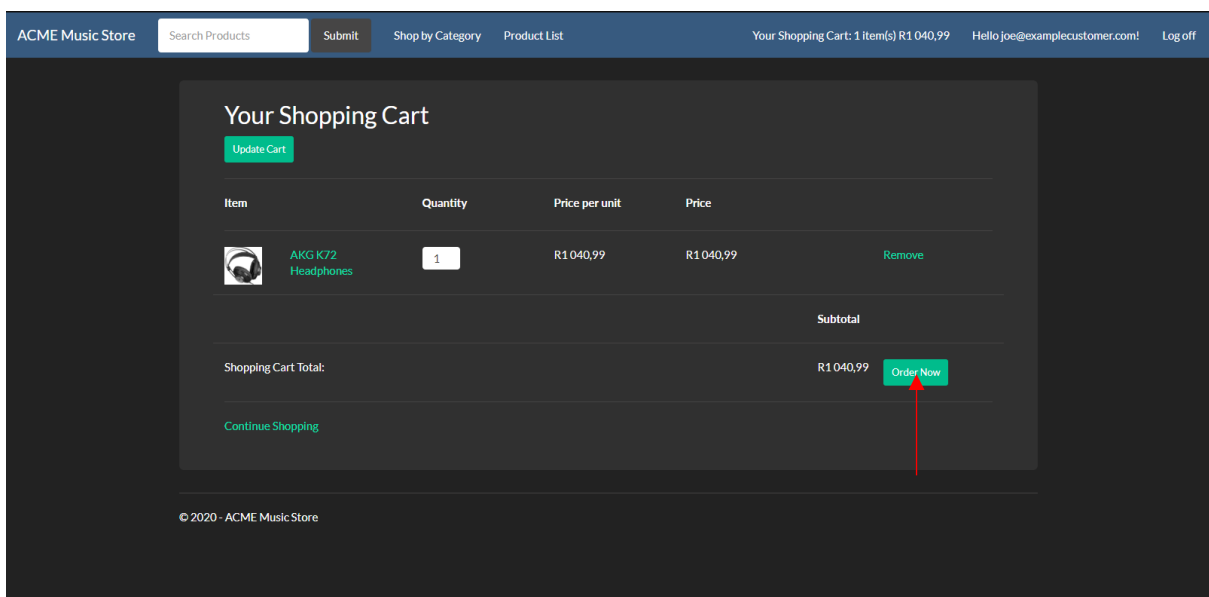 ACME Music Store Search Products Submit Shop by Category Product List Your Shopping Cart: 1 item(s) R1 040,99 Hello joe@examplecustomer.com! Log off
Your Shopping Cart
Update Cart
Item Quantity Price per unit Price
AKG K72
Headphones
1 R1 040,99 R1 040,99 Remove
Subtotal
Shopping Cart Total: R1 040,99 Order Now
Continue Shopping
© 2020 - ACME Music Store